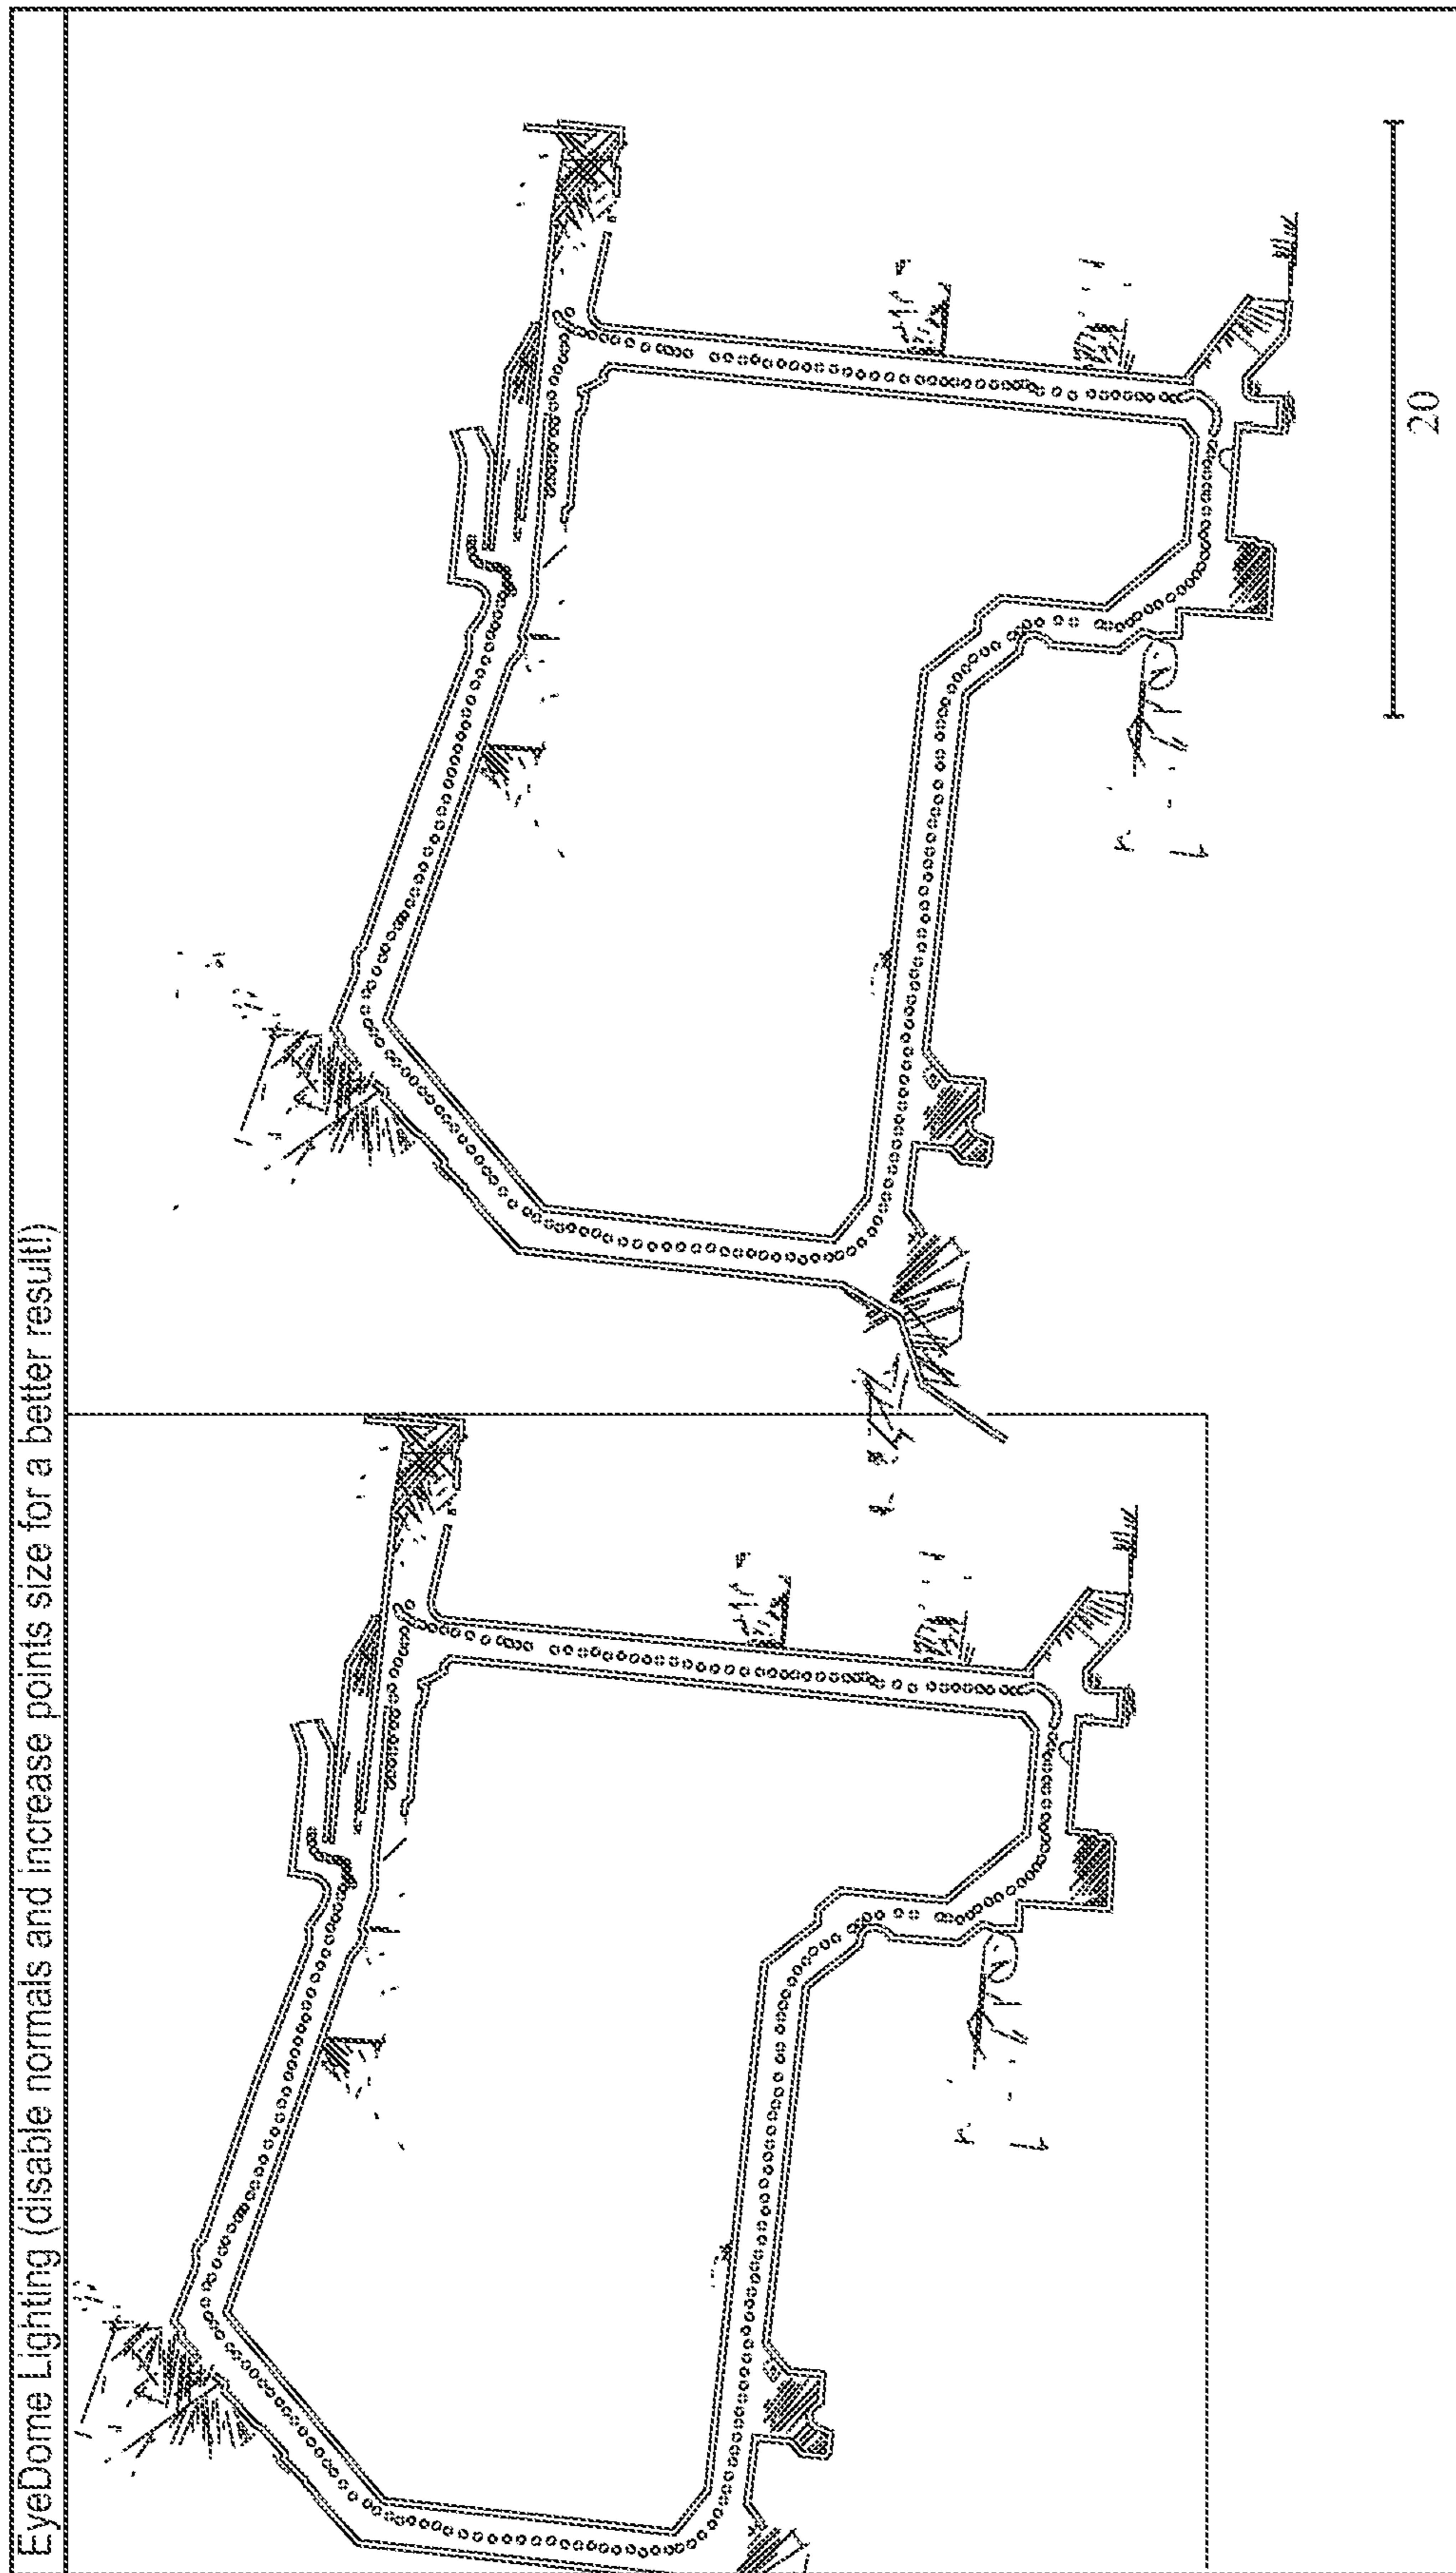 EyeDome Lighting (disable normals and increase points size for a better result!)
20